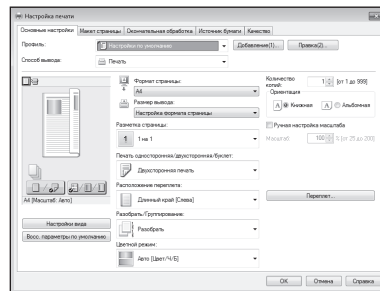 Настройка печати
Основные настройки Макет страницы Окончательная обработка Источник бумаги Качество
Профиль: Настройки по умолчанию Добавление(1)... Правка(2)...
Способ вывода: Печать
Формат страницы:
A4
Размер вывода:
Настройка формата страницы
Количество копий: 1 [от 1 до 999]
Ориентация
A Книжная A Альбомная
Разметка страницы:
1 1 на 1
Ручная настройка масштаба
Масштаб: 100 % [от 25 до 200]
Печать односторонняя/двухсторонняя/буклет:
Двухсторонняя печать
Расположение переплета:
Длинный край [Слева]
Переплет...
A4 [Масштаб: Авто]
Настройки вида
Восс. параметры по умолчанию
Разобрать/Группирование:
Разобрать
Цветной режим:
Авто [Цвет/Ч/Б]
OK Отмена Справка